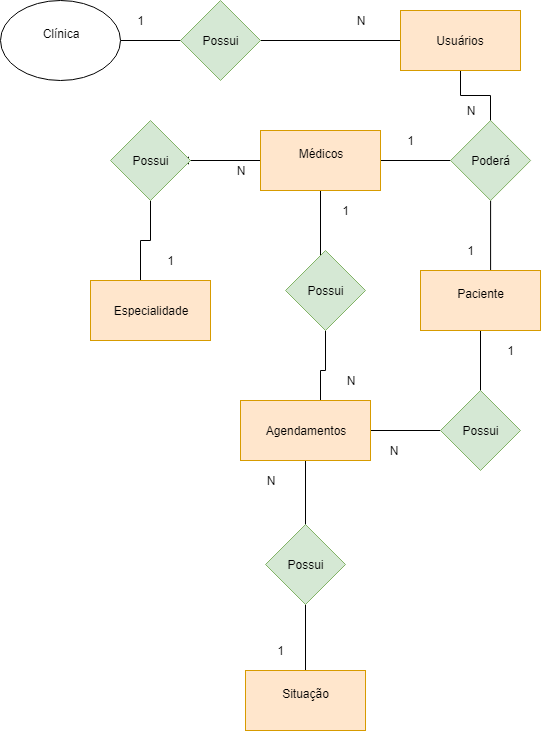 Clínica
1
Possui
N
Usuários
N
Possui
N
Médicos
1
Poderá
1
1
1
Especialidade
Possui
Paciente
1
N
Agendamentos
N
Possui
N
Possui
1
Situação